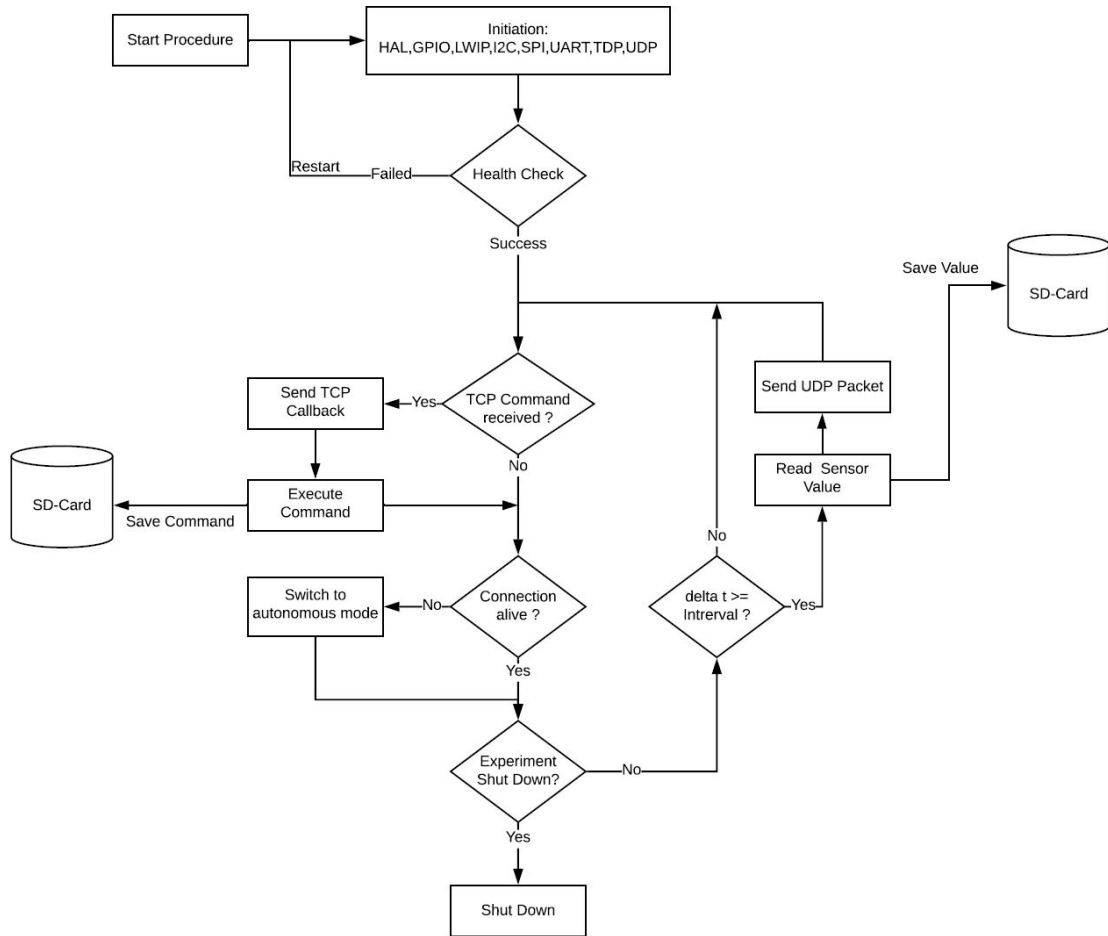 Start Procedure
Initiation:
HAL,GPIO,LWIP,I2C,SPI,UART,TDP,UDP
Restart
Failed
Health Check
Success
Save Value
SD-Card
Send TCP
Callback
Yes
TCP Command
received ?
Send UDP Packet
No
Read Sensor
Value
SD-Card
Save Command
Execute
Command
No
Switch to
autonomous mode
No
Connection
alive ?
delta t >=
Intrerval ?
Yes
Yes
Experiment
Shut Down?
No
Yes
Shut Down